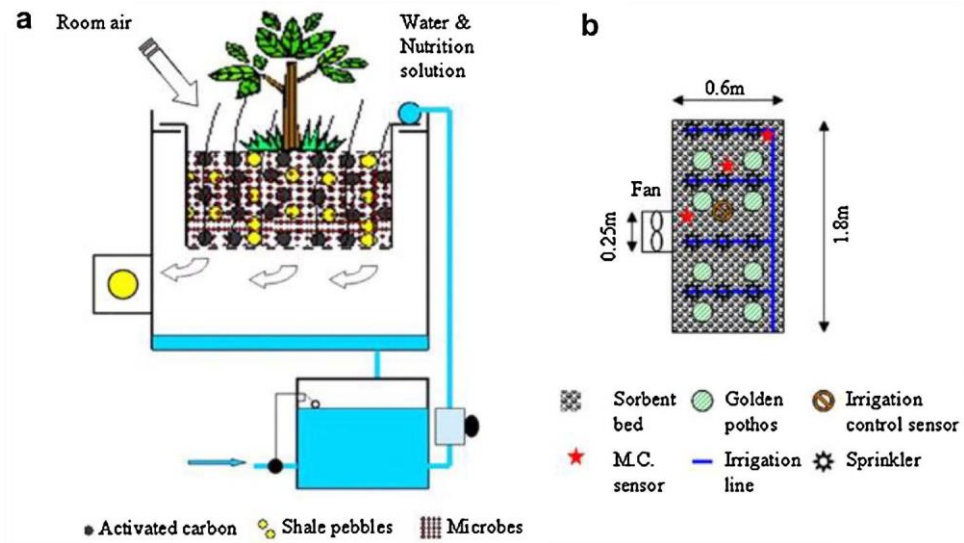 a
Room air
Water &
Nutrition
solution
Activated carbon
Shale pebbles
Microbes
b
0.6m
Fan
0.25m
1.8m
Sorbent
bed
Golden
pothos
Irrigation
control sensor
M.C.
sensor
Irrigation
line
Sprinkler